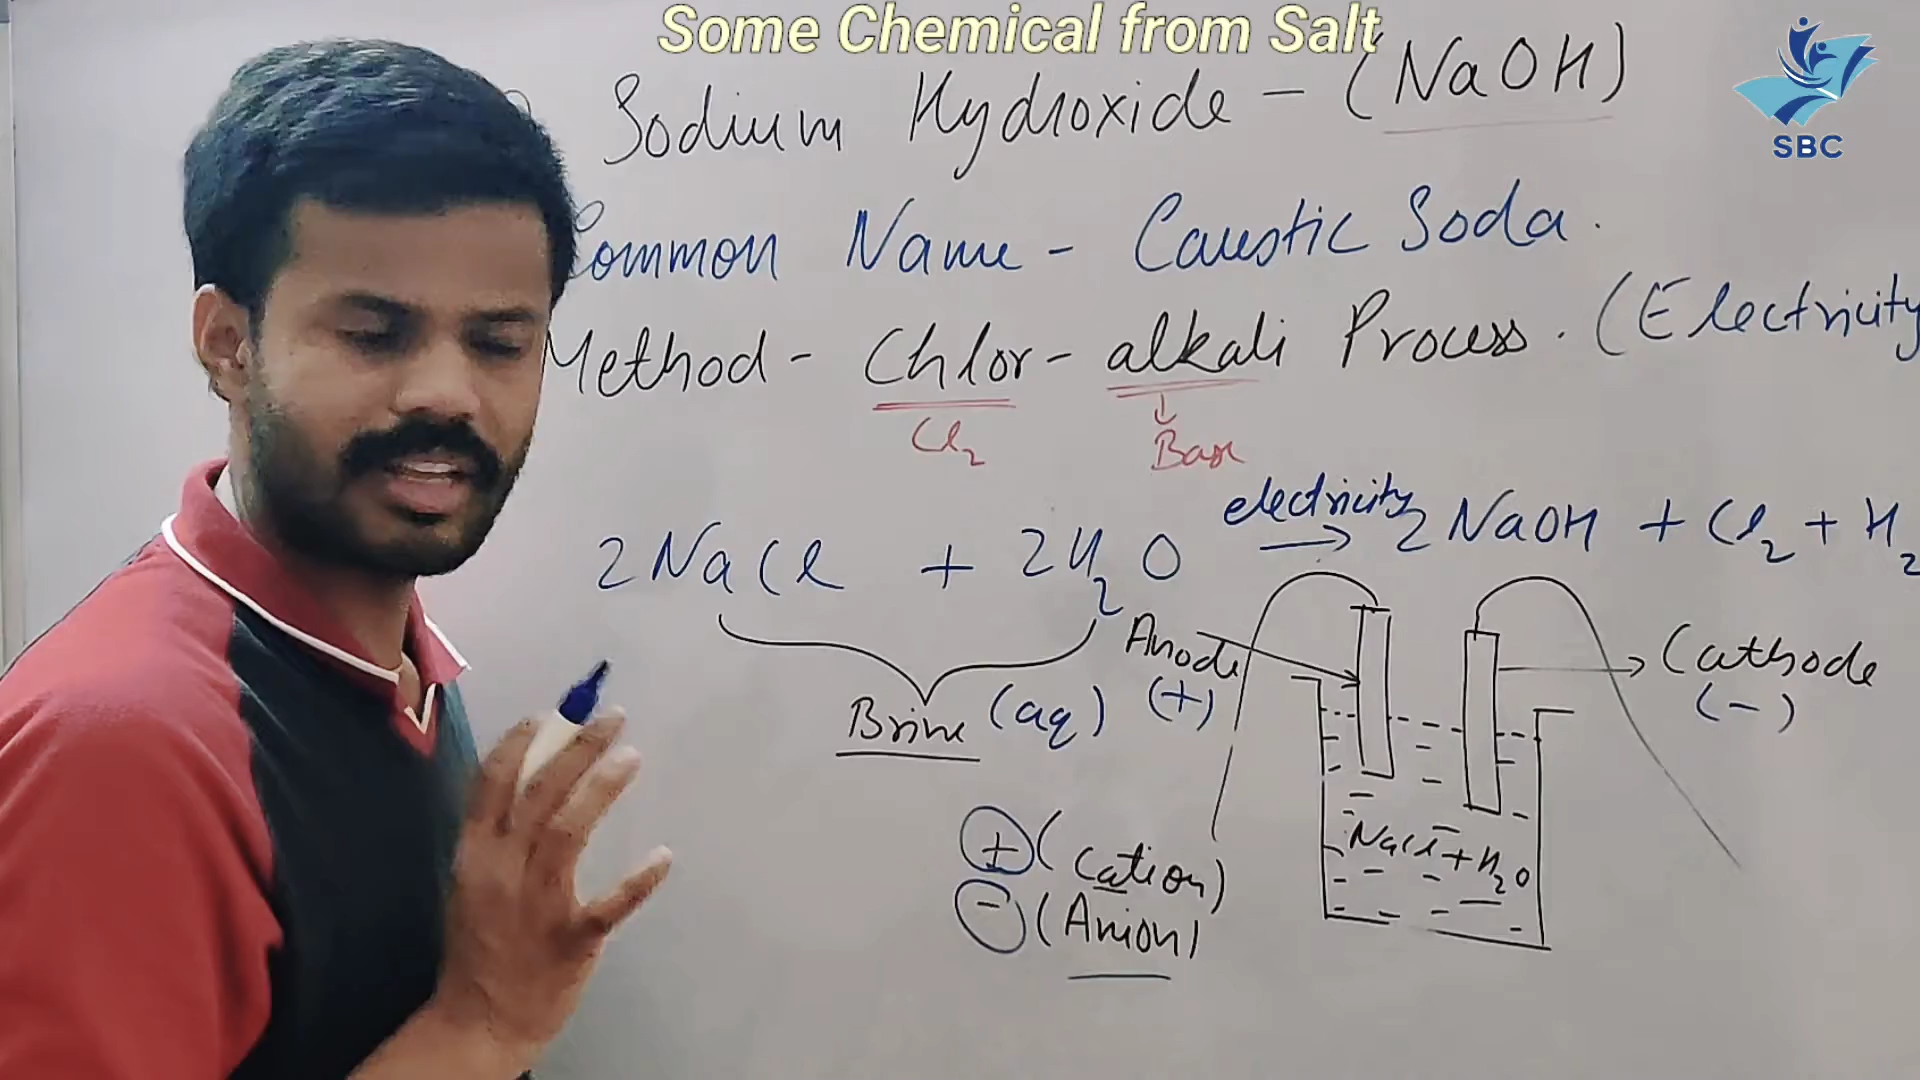 Some Chemical from Salt
SBC
Sodium Hydroxide - (NaOH)
Common Name - Caustic Soda.
Method - Chlor-alkali Process. (Electricity
Cl2
Base
2NaCl + 2H2O electricity → 2NaOH + Cl2 + H2
Anode
(+)
Cathode
(-)
Brine (aq)
NaCl + H2O
+ (Cation)
- (Anion)